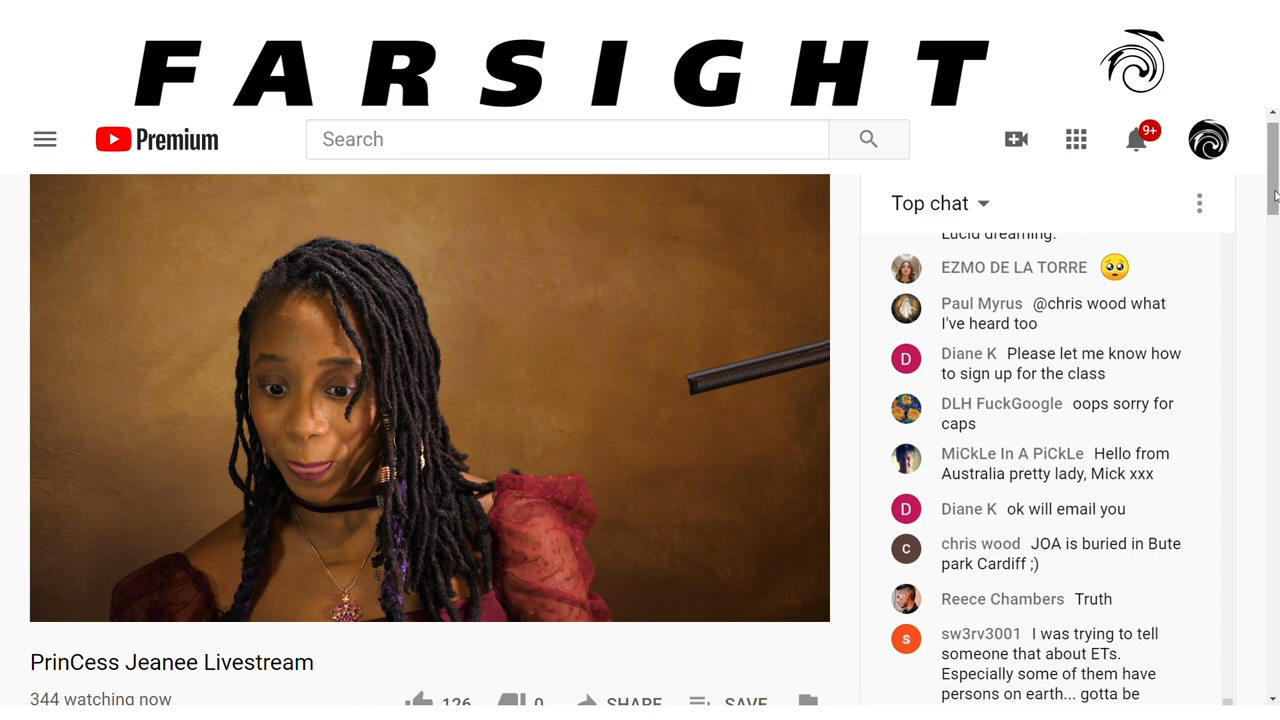 FARSIGHT
Premium
Search
9+
Top chat
Lucid dreaming.
EZMO DE LA TORRE
Paul Myrus @chris wood what
I've heard too
D
Diane K Please let me know how
to sign up for the class
DLH FuckGoogle oops sorry for
caps
MiCkLe In A PiCkLe Hello from
Australia pretty lady, Mick xxx
D
Diane K ok will email you
C
chris wood JOA is buried in Bute
park Cardiff ;)
Reece Chambers Truth
s
sw3rv3001 I was trying to tell
someone that about ETs.
Especially some of them have
persons on earth... gotta be
PrinCess Jeanee Livestream
344 watching now
126
0
SHARE
SAVE